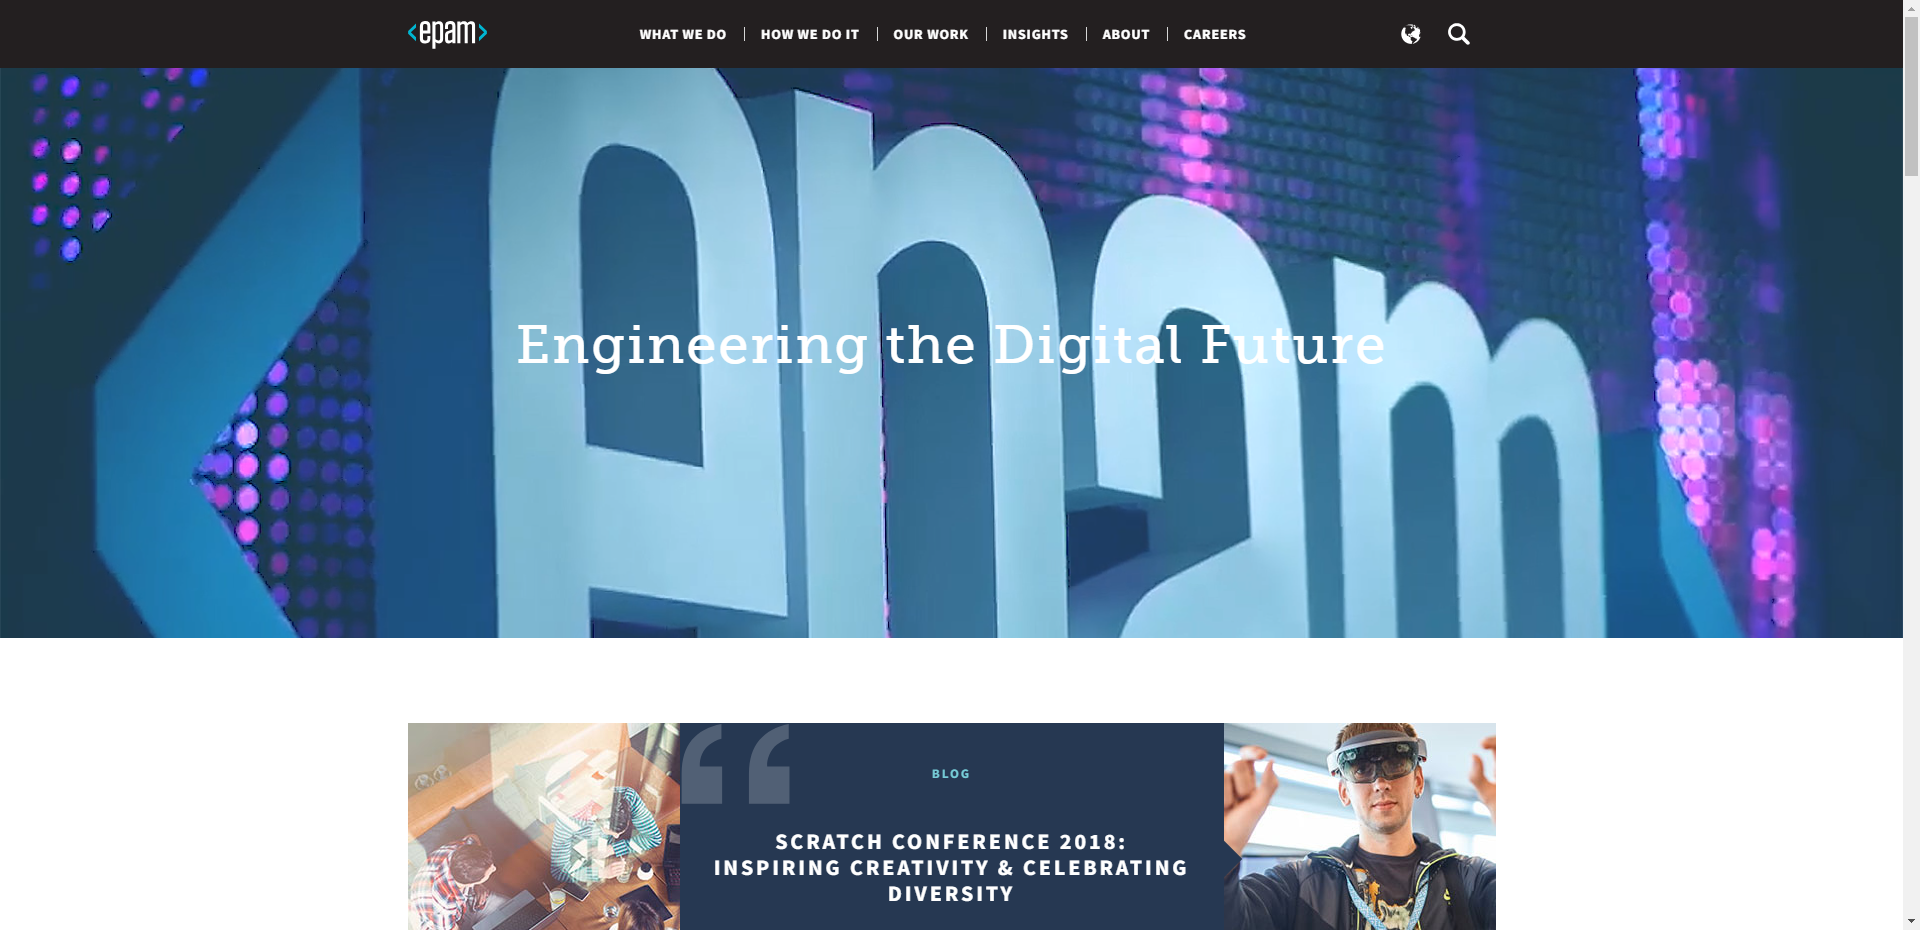 <epam>
WHAT WE DO
HOW WE DO IT
OUR WORK
INSIGHTS
ABOUT
CAREERS
epam
Engineering the Digital Future
“
BLOG
SCRATCH CONFERENCE 2018:
INSPIRING CREATIVITY & CELEBRATING
DIVERSITY